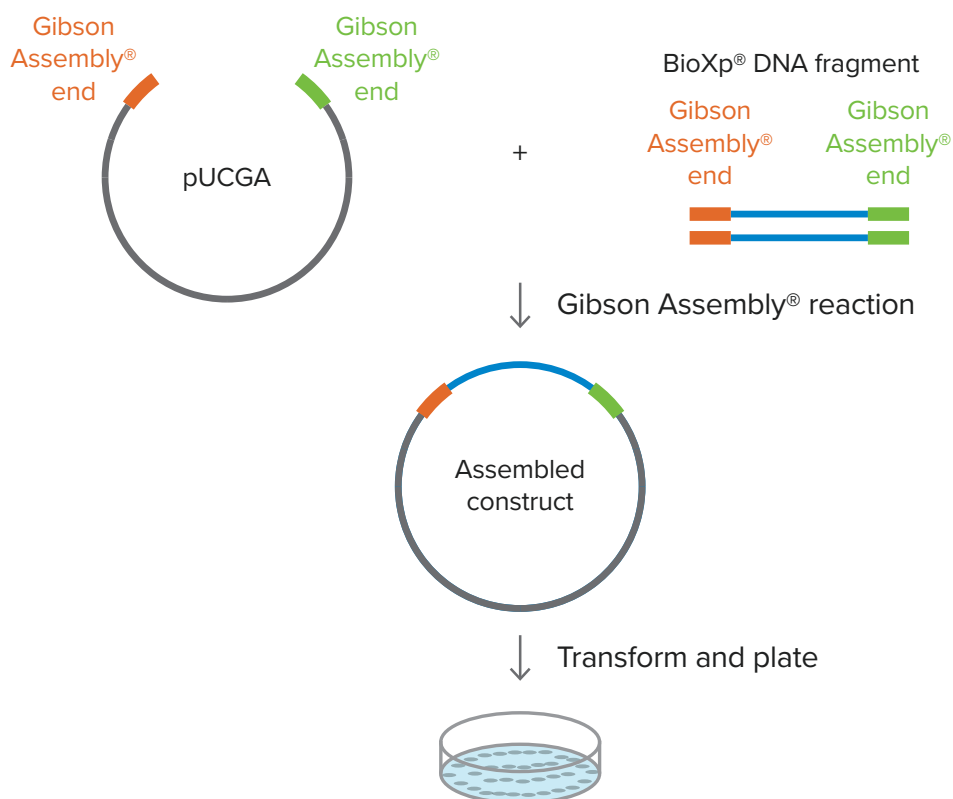 Gibson
Assembly®
end
Gibson
Assembly®
end
pUCGA
+
BioXp® DNA fragment
Gibson
Assembly®
end
Gibson
Assembly®
end
Gibson Assembly® reaction
Assembled
construct
Transform and plate